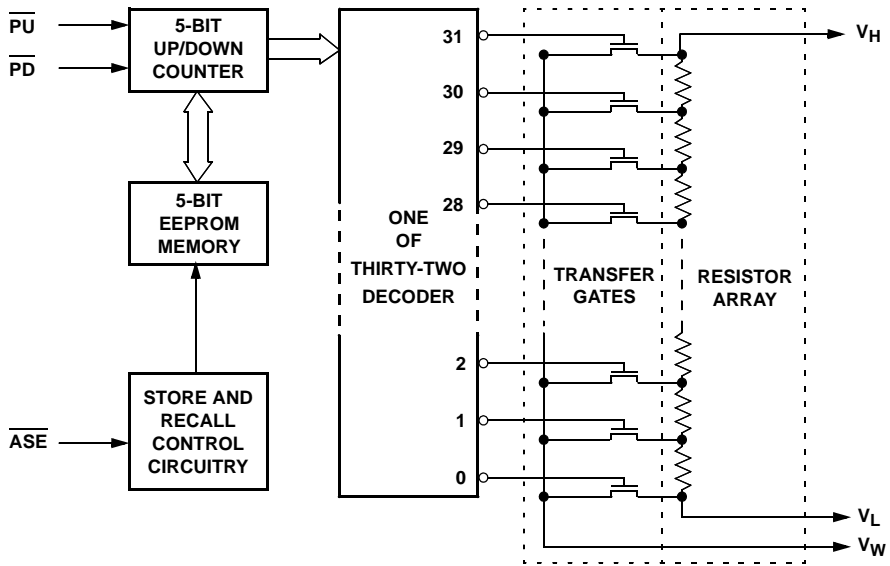 PU
PD
5-BIT
UP/DOWN
COUNTER
5-BIT
EEPROM
MEMORY
ASE
STORE AND
RECALL
CONTROL
CIRCUITRY
31
30
29
28
ONE
OF
THIRTY-TWO
DECODER
2
1
0
TRANSFER
GATES
RESISTOR
ARRAY
VH
VL
VW